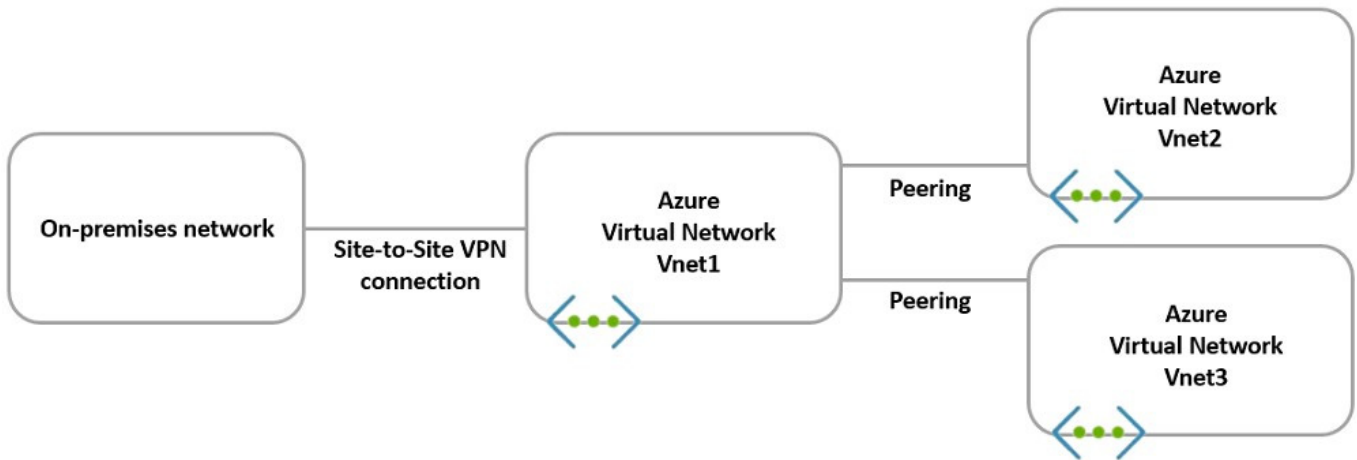 On-premises network
Site-to-Site VPN
connection
Azure
Virtual Network
Vnet1
Peering
Peering
Azure
Virtual Network
Vnet2
Azure
Virtual Network
Vnet3